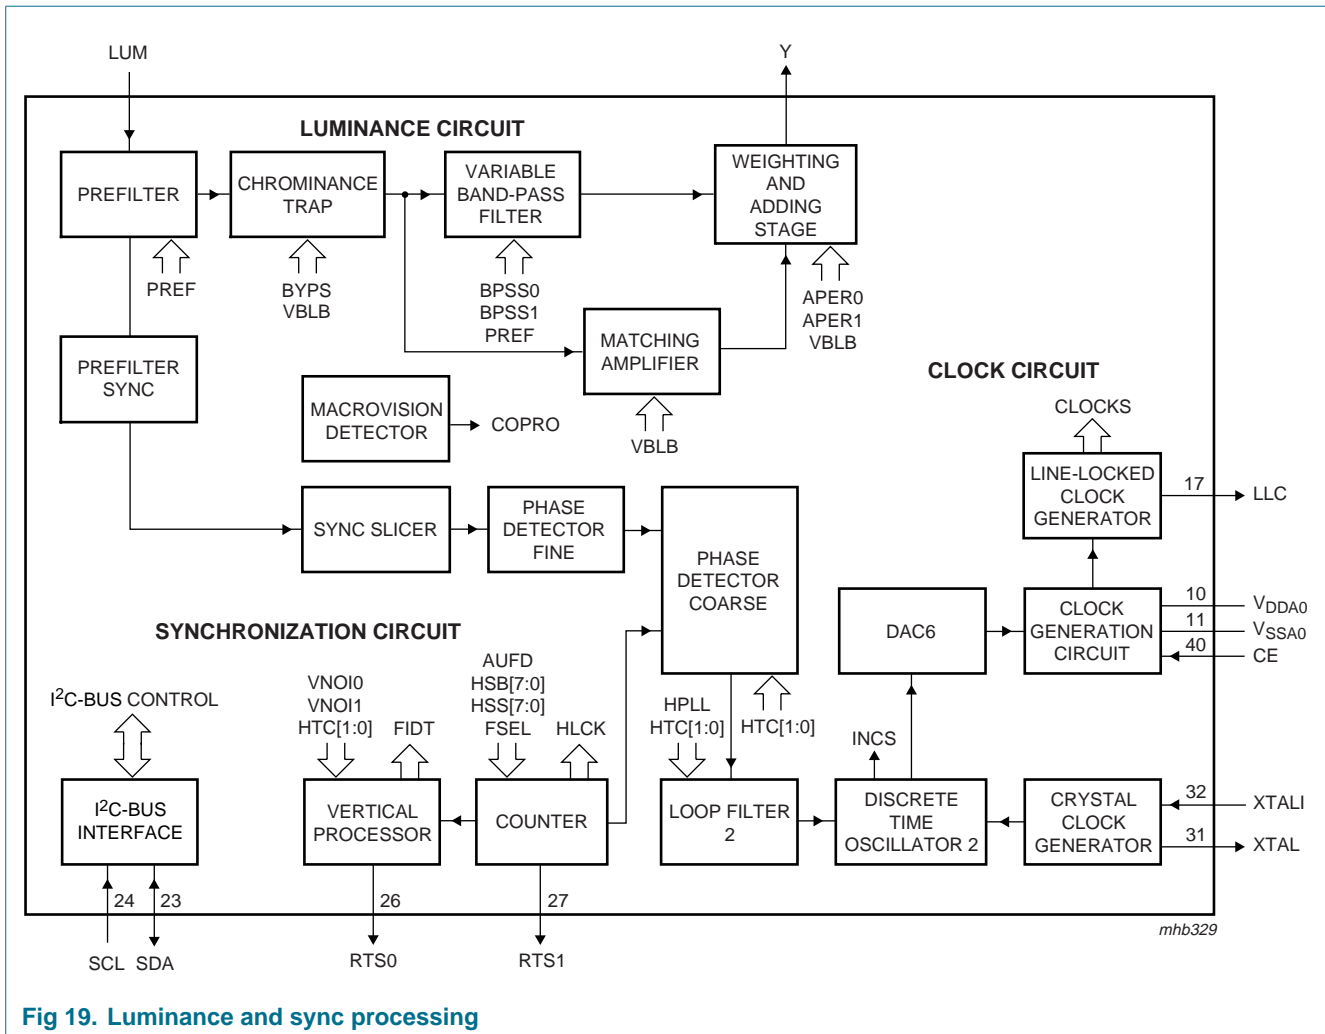 LUM
Y
LUMINANCE CIRCUIT
PREFILTER
CHROMINANCE
TRAP
VARIABLE
BAND-PASS
FILTER
WEIGHTING
AND
ADDING
STAGE
PREF
BYPS
VBLB
BPSS0
BPSS1
PREF
APER0
APER1
VBLB
PREFILTER
SYNC
MATCHING
AMPLIFIER
VBLB
MACROVISION
DETECTOR
COPRO
CLOCK CIRCUIT
CLOCKS
LINE-LOCKED
CLOCK
GENERATOR
17
LLC
SYNC SLICER
PHASE
DETECTOR
FINE
PHASE
DETECTOR
COARSE
DAC6
CLOCK
GENERATION
CIRCUIT
10
VDDA0
11
VSSA0
40
CE
SYNCHRONIZATION CIRCUIT
I2C-BUS CONTROL
VNOI0
VNOI1
HTC[1:0]
FIDT
AUFD
HSB[7:0]
HSS[7:0]
FSEL
HLCK
HPLL
HTC[1:0]
HTC[1:0]
INCS
I2C-BUS
INTERFACE
VERTICAL
PROCESSOR
COUNTER
LOOP FILTER
2
DISCRETE
TIME
OSCILLATOR 2
CRYSTAL
CLOCK
GENERATOR
32
XTALI
31
XTAL
24
23
26
27
SCL
SDA
RTS0
RTS1
mhb329
Fig 19. Luminance and sync processing